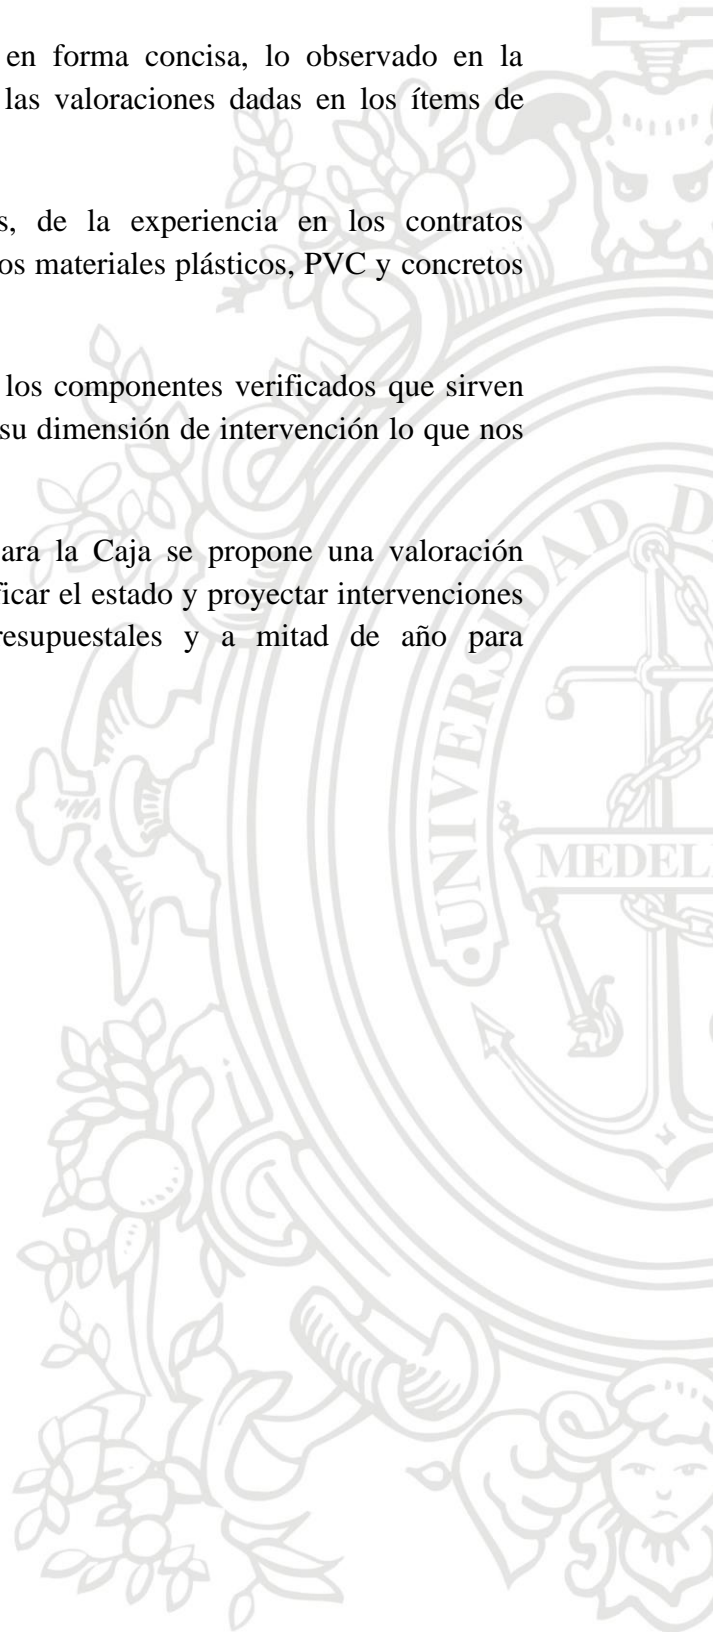 en forma concisa, lo observado en la
las valoraciones dadas en los ítems de
s, de la experiencia en los contratos
os materiales plásticos, PVC y concretos
los componentes verificados que sirven
su dimensión de intervención lo que nos
ara la Caja se propone una valoración
ficar el estado y proyectar intervenciones
resupuestales y a mitad de año para
UNIVERSIDAD D
MEDEL